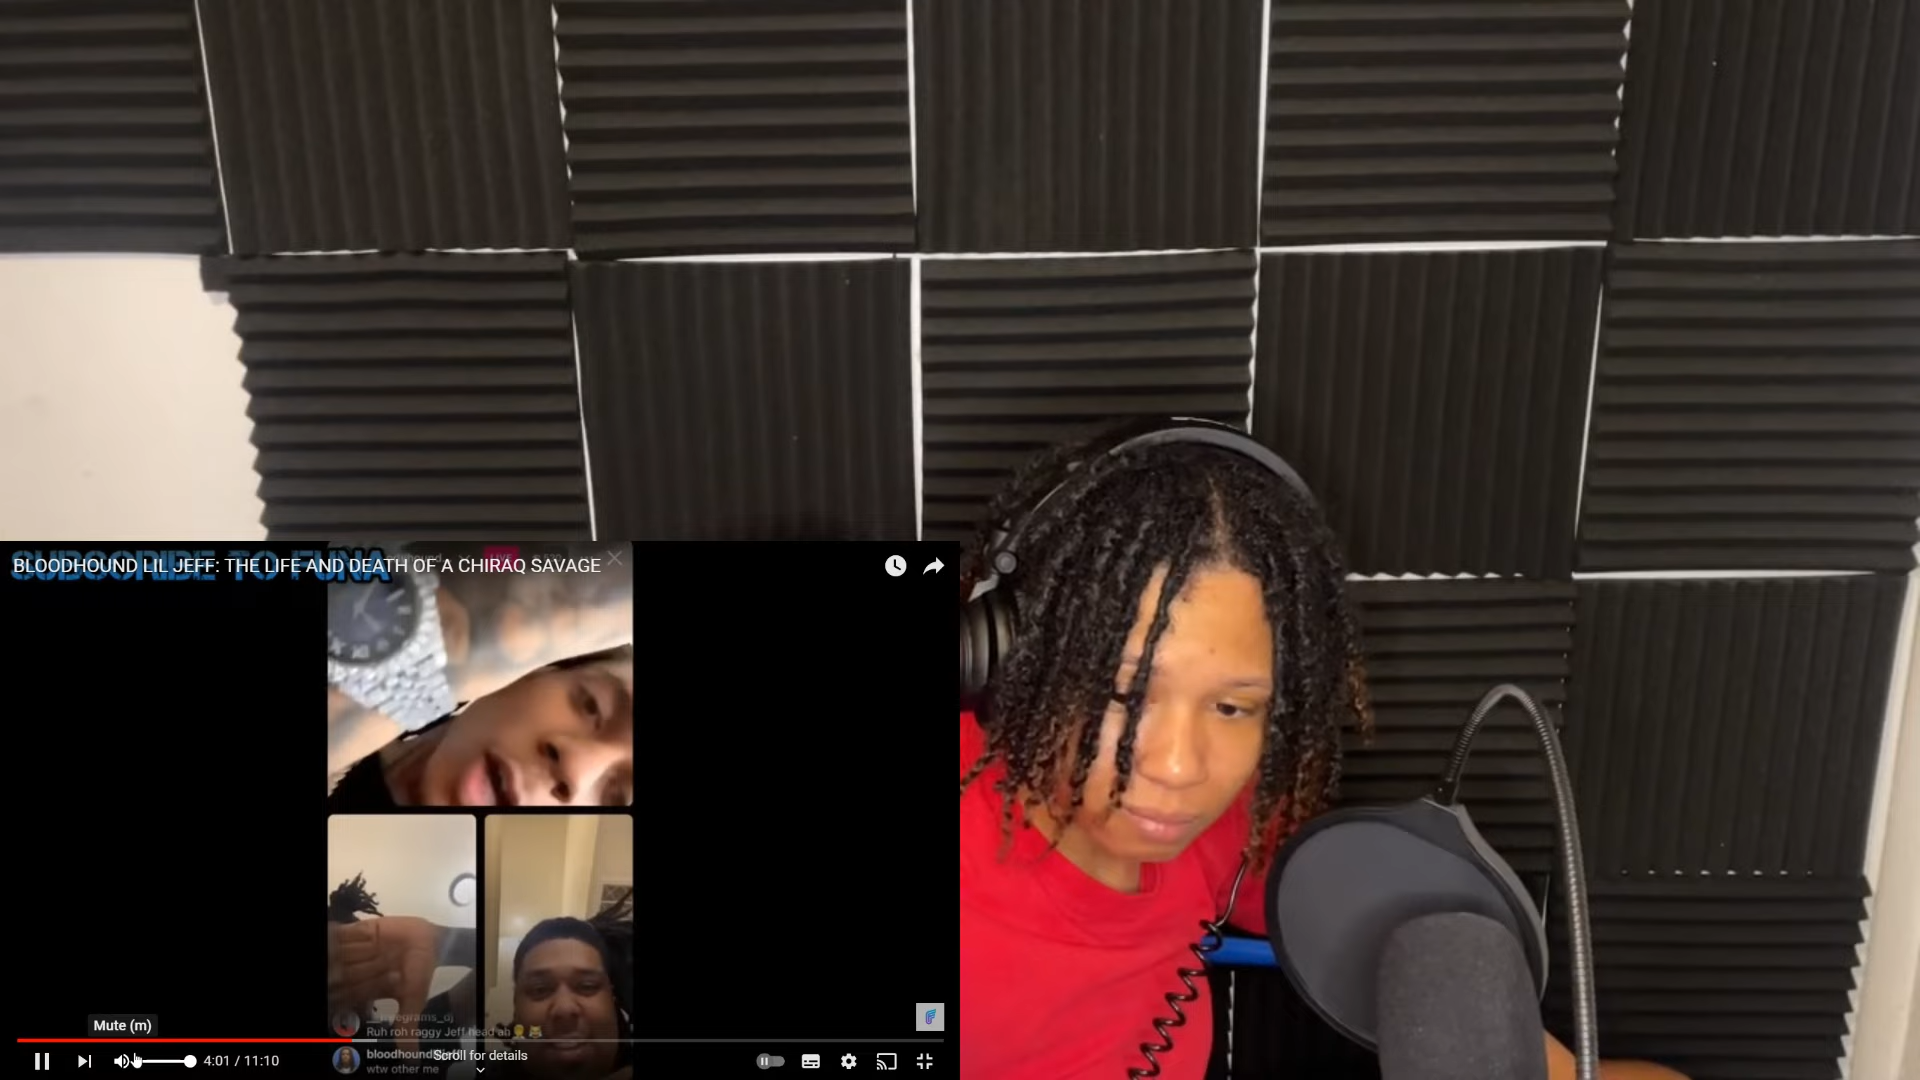 SUBSCRIBE TO FUNA
BLOODHOUND LIL JEFF: THE LIFE AND DEATH OF A CHIRAQ SAVAGE
LIVE
Mute (m)
Ruh roh raggy Jeff head ah
Scroll for details
wtw other me
4:01 / 11:10